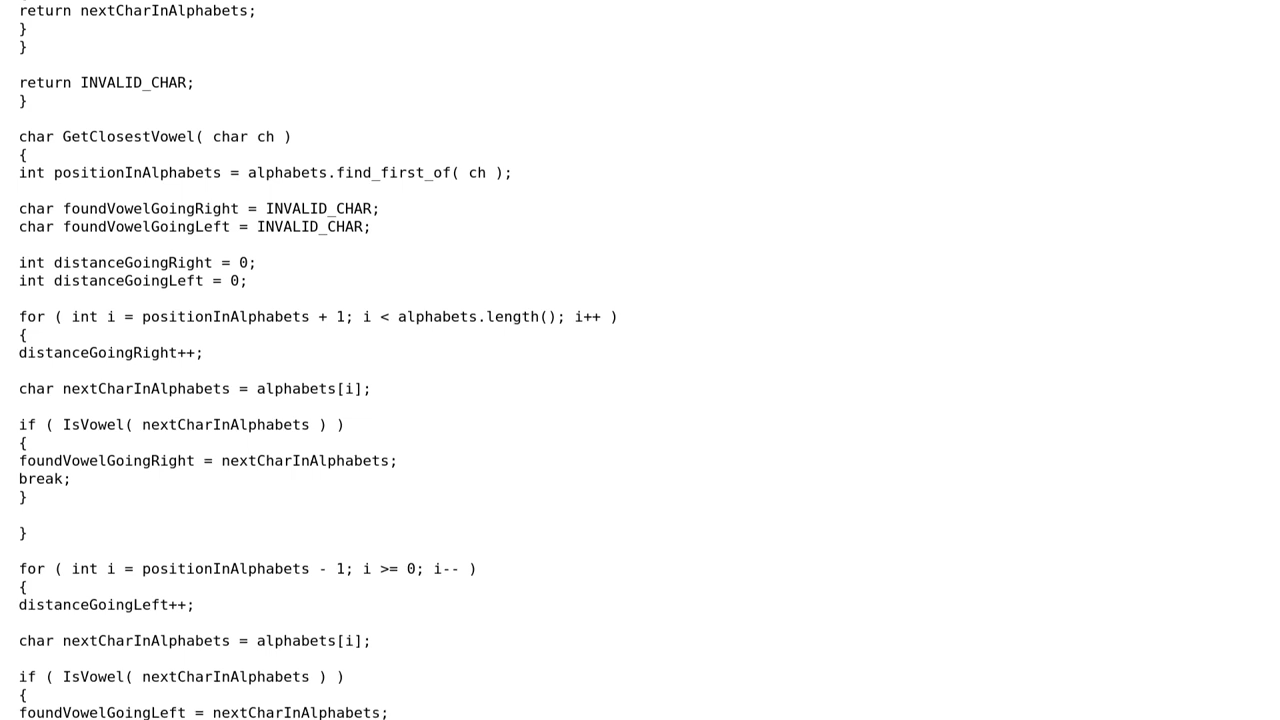 return nextCharInAlphabets;
}
}
return INVALID_CHAR;
}
char GetClosestVowel( char ch )
{
int positionInAlphabets = alphabets.find_first_of( ch );
char foundVowelGoingRight = INVALID_CHAR;
char foundVowelGoingLeft = INVALID_CHAR;
int distanceGoingRight = 0;
int distanceGoingLeft = 0;
for ( int i = positionInAlphabets + 1; i < alphabets.length(); i++ )
{
distanceGoingRight++;
char nextCharInAlphabets = alphabets[i];
if ( IsVowel( nextCharInAlphabets ) )
{
foundVowelGoingRight = nextCharInAlphabets;
break;
}
}
for ( int i = positionInAlphabets - 1; i >= 0; i-- )
{
distanceGoingLeft++;
char nextCharInAlphabets = alphabets[i];
if ( IsVowel( nextCharInAlphabets ) )
{
foundVowelGoingLeft = nextCharInAlphabets;